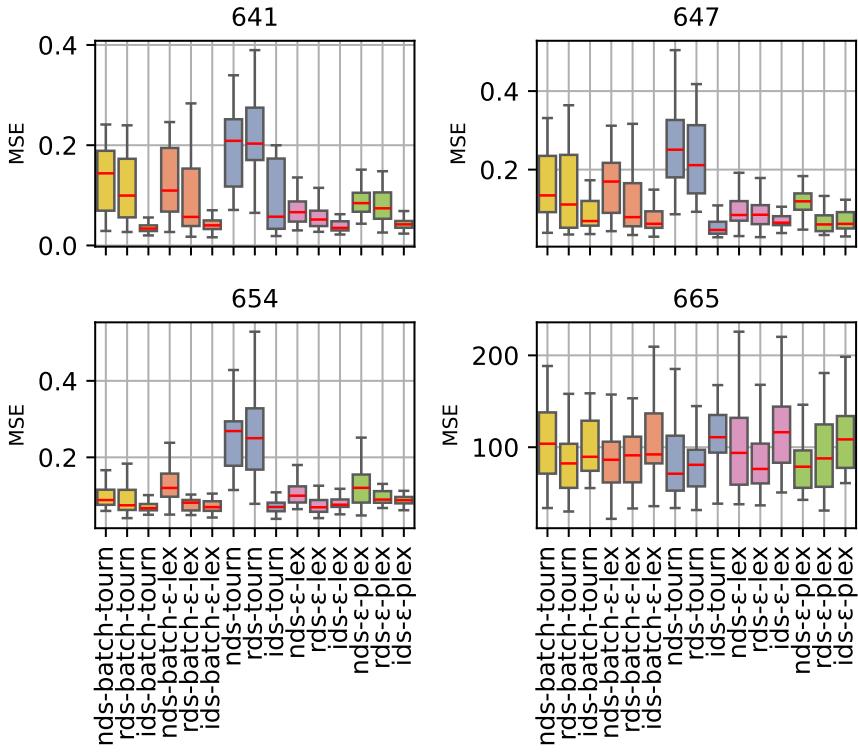 641
MSE
0.4
0.2
0.0
647
MSE
0.4
0.2
654
MSE
0.4
0.2
nds-batch-tourn
rds-batch-tourn
ids-batch-tourn
nds-batch-ε-lex
rds-batch-ε-lex
ids-batch-ε-lex
nds-tourn
rds-tourn
ids-tourn
nds-ε-lex
rds-ε-lex
ids-ε-lex
nds-ε-plex
rds-ε-plex
ids-ε-plex
665
MSE
200
100
nds-batch-tourn
rds-batch-tourn
ids-batch-tourn
nds-batch-ε-lex
rds-batch-ε-lex
ids-batch-ε-lex
nds-tourn
rds-tourn
ids-tourn
nds-ε-lex
rds-ε-lex
ids-ε-lex
nds-ε-plex
rds-ε-plex
ids-ε-plex